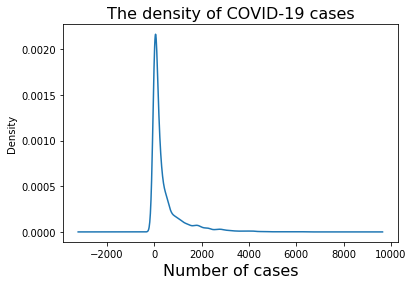 The density of COVID-19 cases
0.0020
0.0015
0.0010
0.0005
0.0000
Density
−2000 0 2000 4000 6000 8000 10000
Number of cases